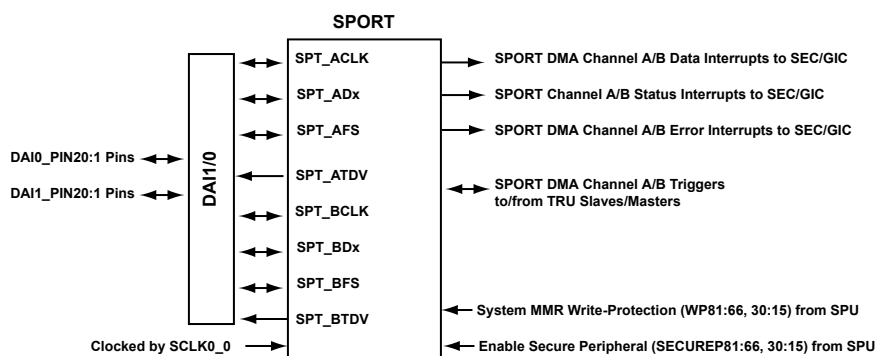 SPORT
SPT_ACLK
SPT_ADx
SPT_AFS
SPT_ATDV
SPT_BCLK
SPT_BDx
SPT_BFS
SPT_BTDV
DAI1/0
DAI0_PIN20:1 Pins
DAI1_PIN20:1 Pins
Clocked by SCLK0_0
SPORT DMA Channel A/B Data Interrupts to SEC/GIC
SPORT Channel A/B Status Interrupts to SEC/GIC
SPORT DMA Channel A/B Error Interrupts to SEC/GIC
SPORT DMA Channel A/B Triggers
to/from TRU Slaves/Masters
System MMR Write-Protection (WP81:66, 30:15) from SPU
Enable Secure Peripheral (SECUREP81:66, 30:15) from SPU